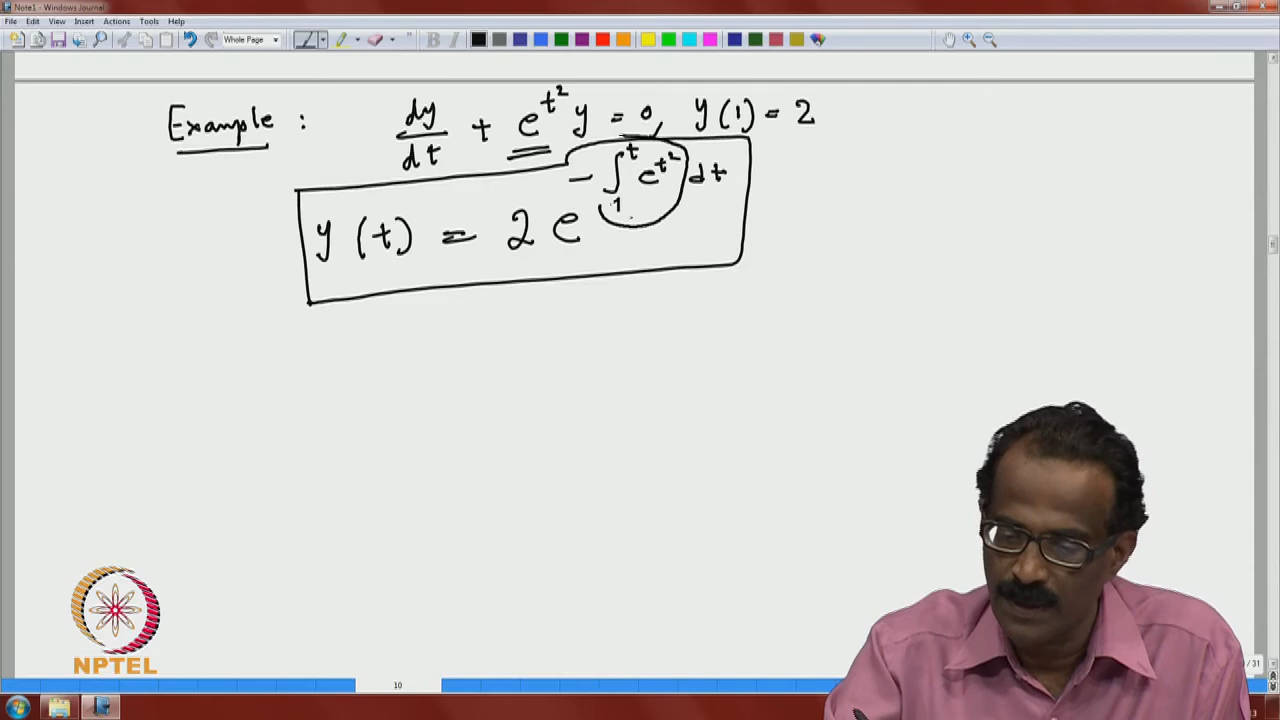 Note1 - Windows Journal
File Edit View Insert Actions Tools Help
Whole Page
B I
Example : dy/dt + e^{t^2} y = 0, y(1) = 2
y(t) = 2 e^{-∫_1^t e^{t^2} dt}
NPTEL
10
/ 31